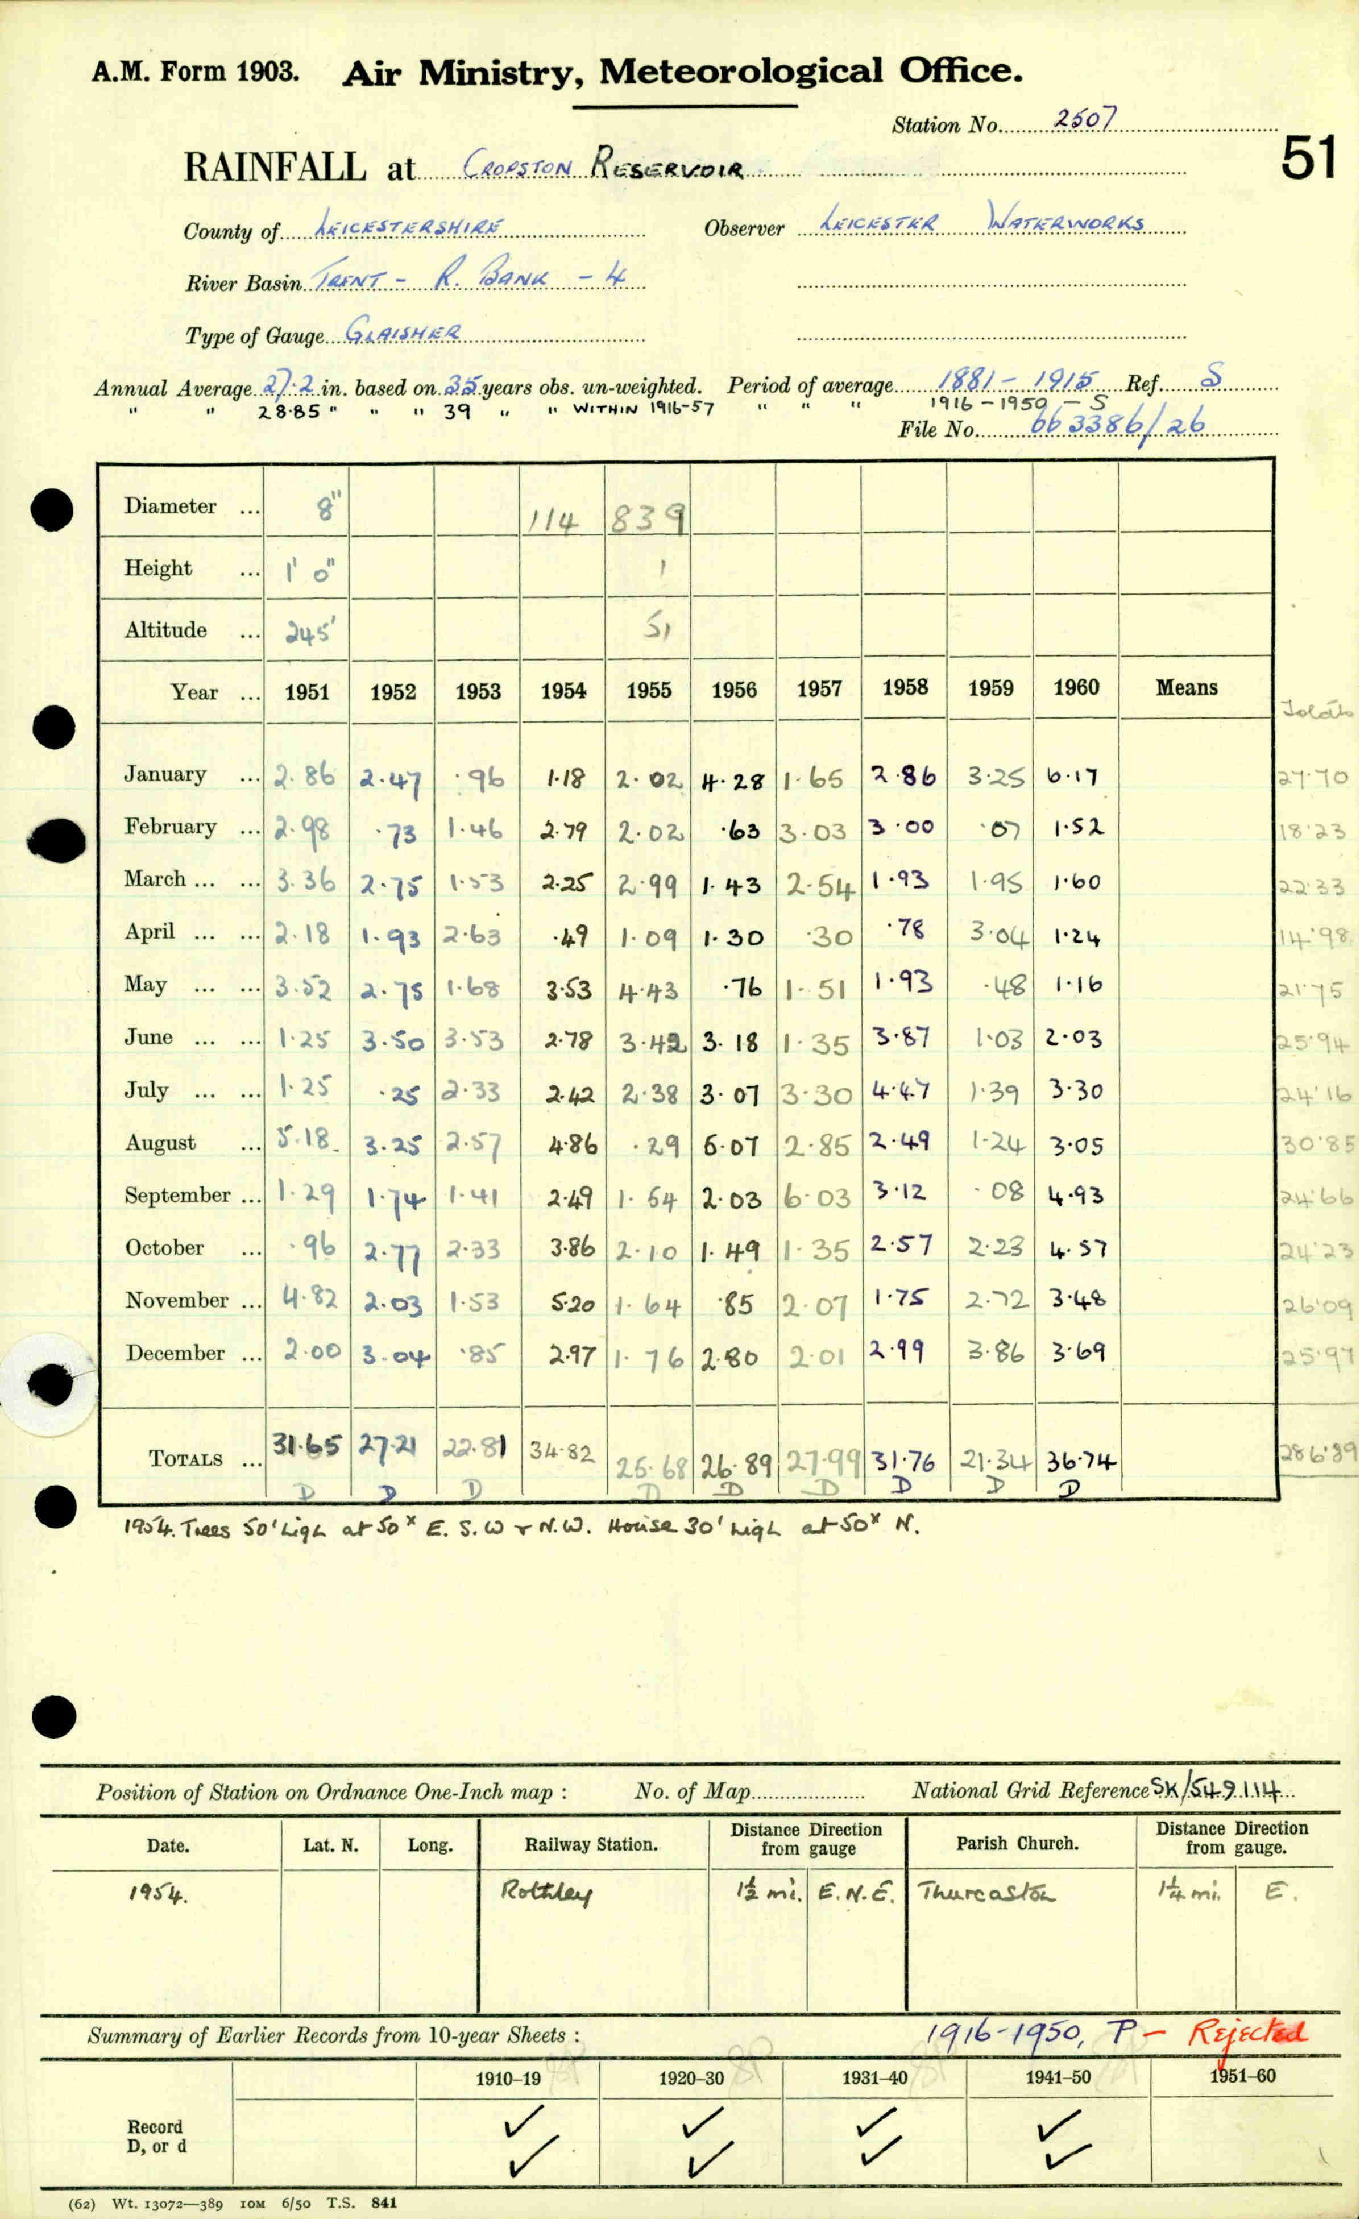 A.M. Form 1903. Air Ministry, Meteorological Office.
Station No. 2507
51
RAINFALL at CROPSTON RESERVOIR
County of LEICESTERSHIRE Observer LEICESTER WATERWORKS
River Basin TRENT - R. BANK - 4
Type of Gauge GLAISHER
Annual Average 27.2 in. based on 35 years obs. un-weighted. Period of average 1881 - 1915 Ref. S
" " 28.85 " " " 39 " " WITHIN 1916-57 " " " 1916-1950 - S
File No. 663386/26
Diameter ... 8" 114 839
Height ... 1' 0" 1
Altitude ... 245' 51
Year ... 1951 1952 1953 1954 1955 1956 1957 1958 1959 1960 Means Totals
January ... 2.86 2.47 .96 1.18 2.02 4.28 1.65 2.86 3.25 6.17 27.70
February ... 2.98 .73 1.46 2.79 2.02 .63 3.03 3.00 .07 1.52 18.23
March ... ... 3.36 2.75 1.53 2.25 2.99 1.43 2.54 1.93 1.95 1.60 22.33
April ... ... 2.18 1.93 2.63 .49 1.09 1.30 .30 .78 3.04 1.24 14.98
May ... ... 3.52 2.75 1.68 3.53 4.43 .76 1.51 1.93 .48 1.16 21.75
June ... ... 1.25 3.50 3.53 2.78 3.42 3.18 1.35 3.87 1.03 2.03 25.94
July ... ... 1.25 .25 2.33 2.42 2.38 3.07 3.30 4.47 1.39 3.30 24.16
August ... 5.18 3.25 2.57 4.86 .29 6.07 2.85 2.49 1.24 3.05 30.85
September ... 1.29 1.74 1.41 2.49 1.54 2.03 6.03 3.12 .08 4.93 24.66
October ... .96 2.77 2.33 3.86 2.10 1.49 1.35 2.57 2.23 4.57 24.23
November ... 4.82 2.03 1.53 5.20 1.64 .85 2.07 1.75 2.72 3.48 26.09
December ... 2.00 3.04 .85 2.97 1.76 2.80 2.01 2.99 3.86 3.69 25.97
TOTALS ... 31.65 27.21 22.81 34.82 25.68 26.89 27.99 31.76 21.34 36.74 286.89
D D D D D D D D D
1954. Trees 50' high at 50x E. S. W & N.W. House 30' high at 50x N.
Position of Station on Ordnance One-Inch map : No. of Map National Grid Reference SK/549114
Date. Lat. N. Long. Railway Station. Distance Direction from gauge Parish Church. Distance Direction from gauge.
1954. Rothley 1½ mi. E.N.E. Thurcaston 1¼ mi. E.
Summary of Earlier Records from 10-year Sheets : 1916-1950, P - Rejected
1910–19 1920–30 1931–40 1941–50 1951–60
Record ✓ ✓ ✓ ✓
D, or d ✓ ✓ ✓ ✓
(62) Wt. 13072—389 10M 6/50 T.S. 841